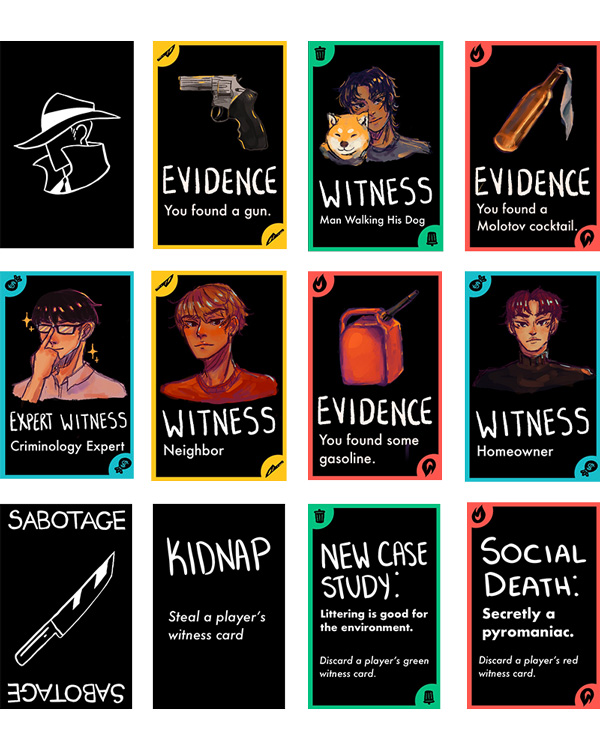 EVIDENCE
You found a gun.
WITNESS
Man Walking His Dog
EVIDENCE
You found a
Molotov cocktail.
EXPERT WITNESS
Criminology Expert
WITNESS
Neighbor
EVIDENCE
You found some
gasoline.
WITNESS
Homeowner
SABOTAGE
SABOTAGE
KIDNAP
Steal a player's
witness card
NEW CASE
STUDY:
Littering is good for
the environment.
Discard a player's green
witness card.
SOCIAL
DEATH:
Secretly a
pyromaniac.
Discard a player's red
witness card.